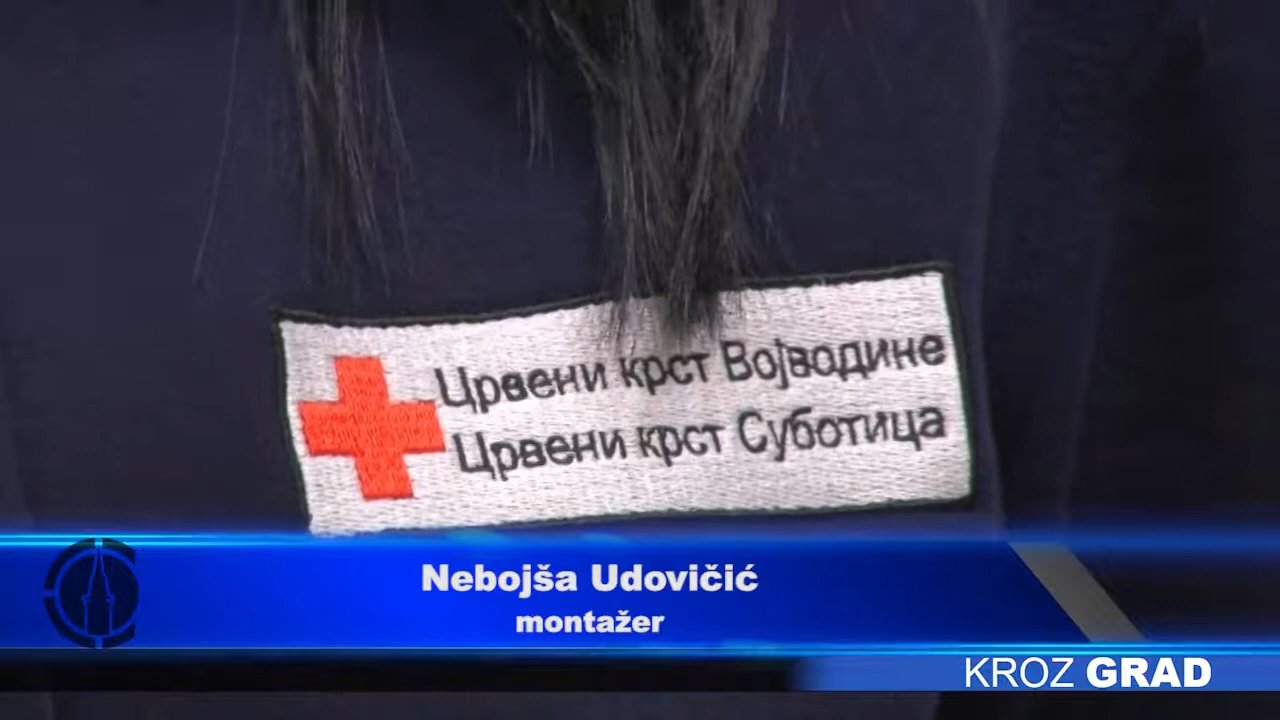 Црвени крст Војводине
Црвени крст Суботица
Nebojša Udovičić
montažer
KROZ GRAD